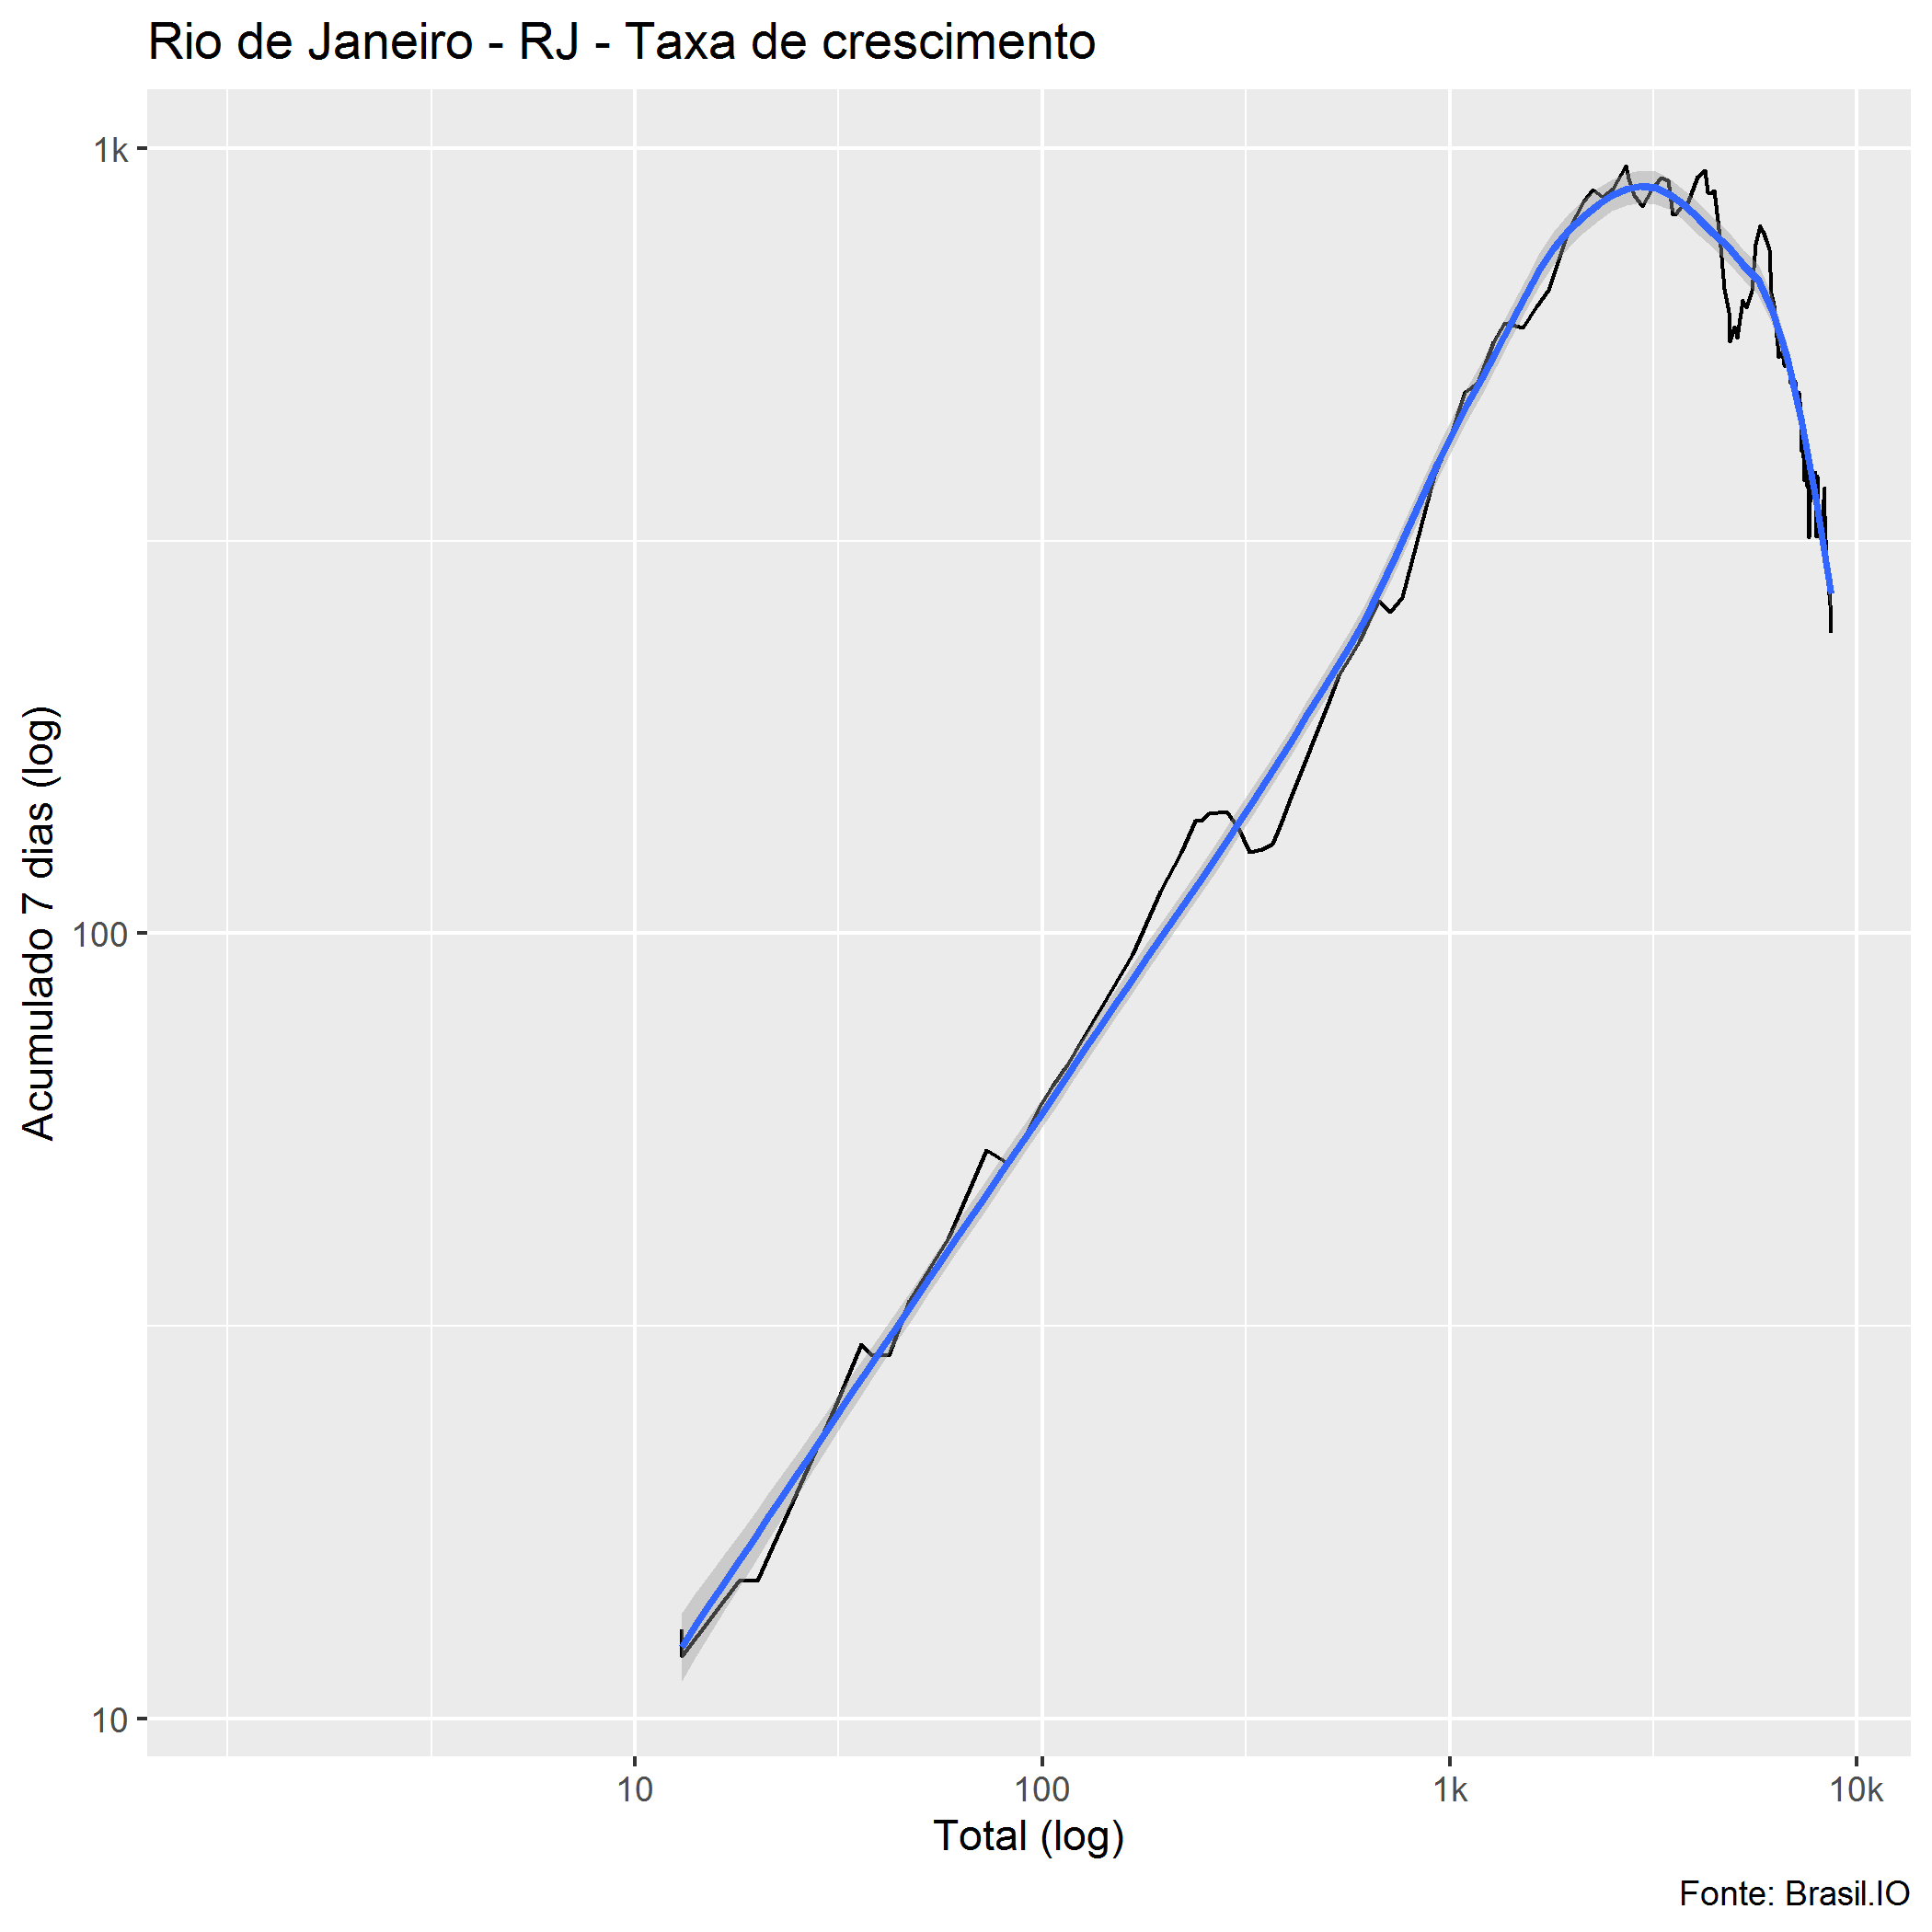 Rio de Janeiro - RJ - Taxa de crescimento
1k
100
10
Acumulado 7 dias (log)
10
100
1k
10k
Total (log)
Fonte: Brasil.IO